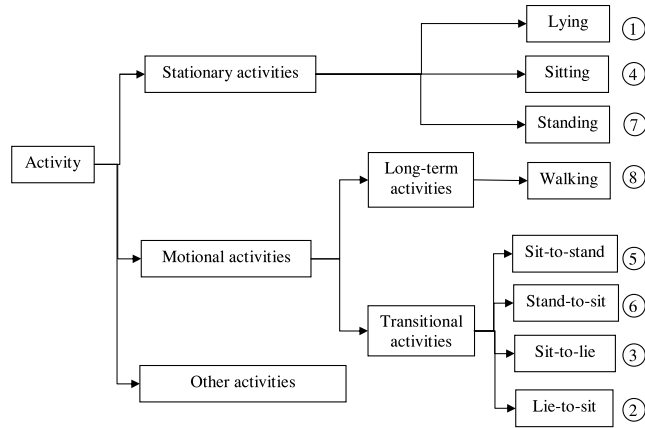 Lying ①
Stationary activities
Sitting ④
Standing ⑦
Activity
Long-term
activities
Walking ⑧
Motional activities
Sit-to-stand ⑤
Stand-to-sit ⑥
Transitional
activities
Sit-to-lie ③
Other activities
Lie-to-sit ②